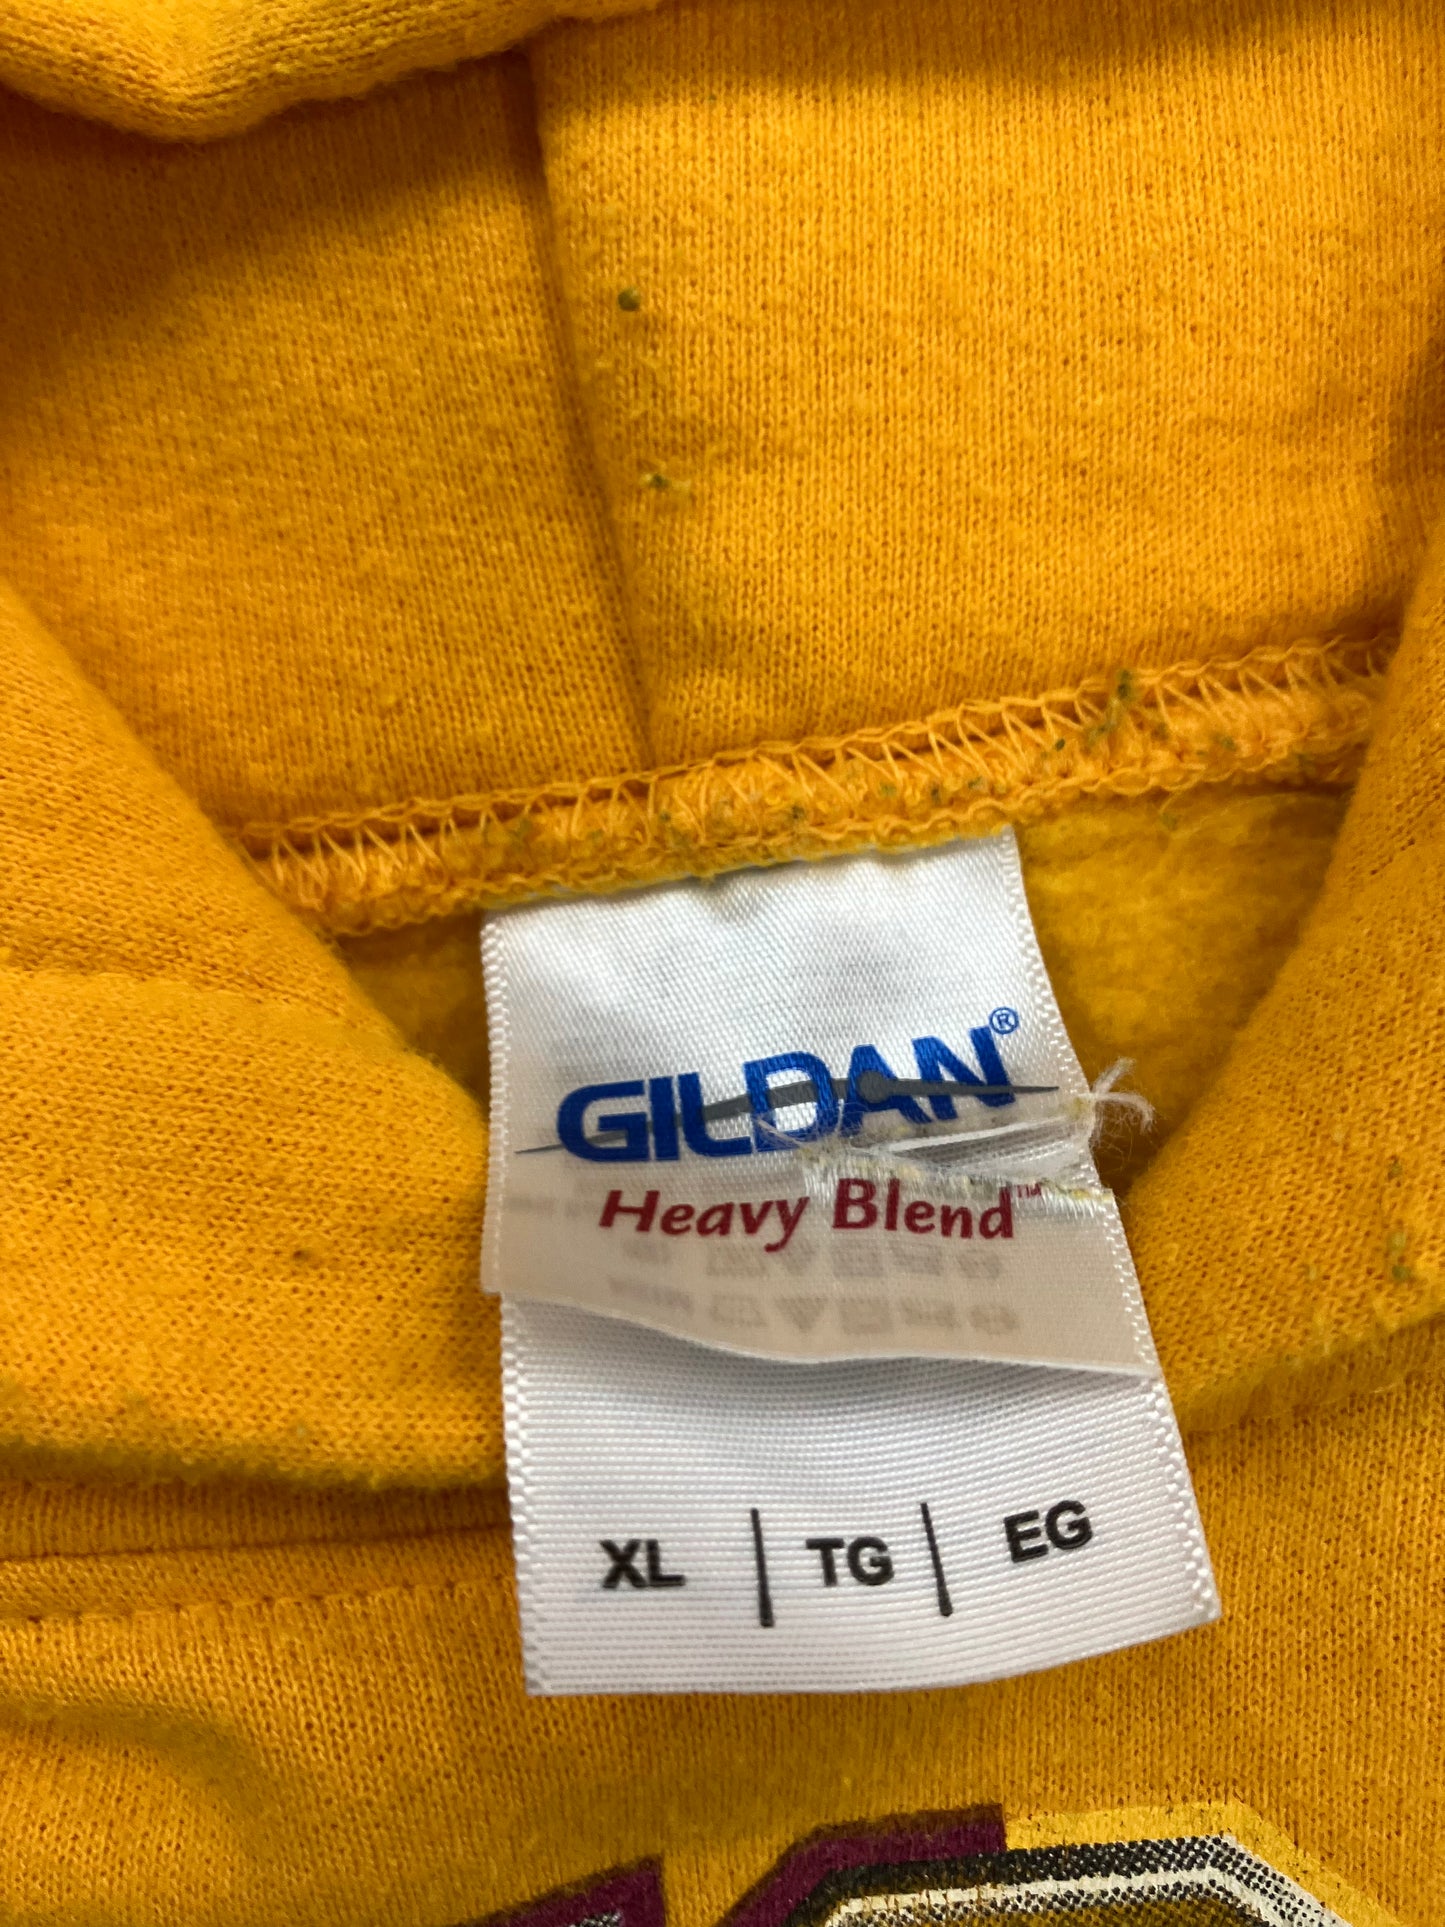 GILDAN®
Heavy Blend™
XL | TG | EG